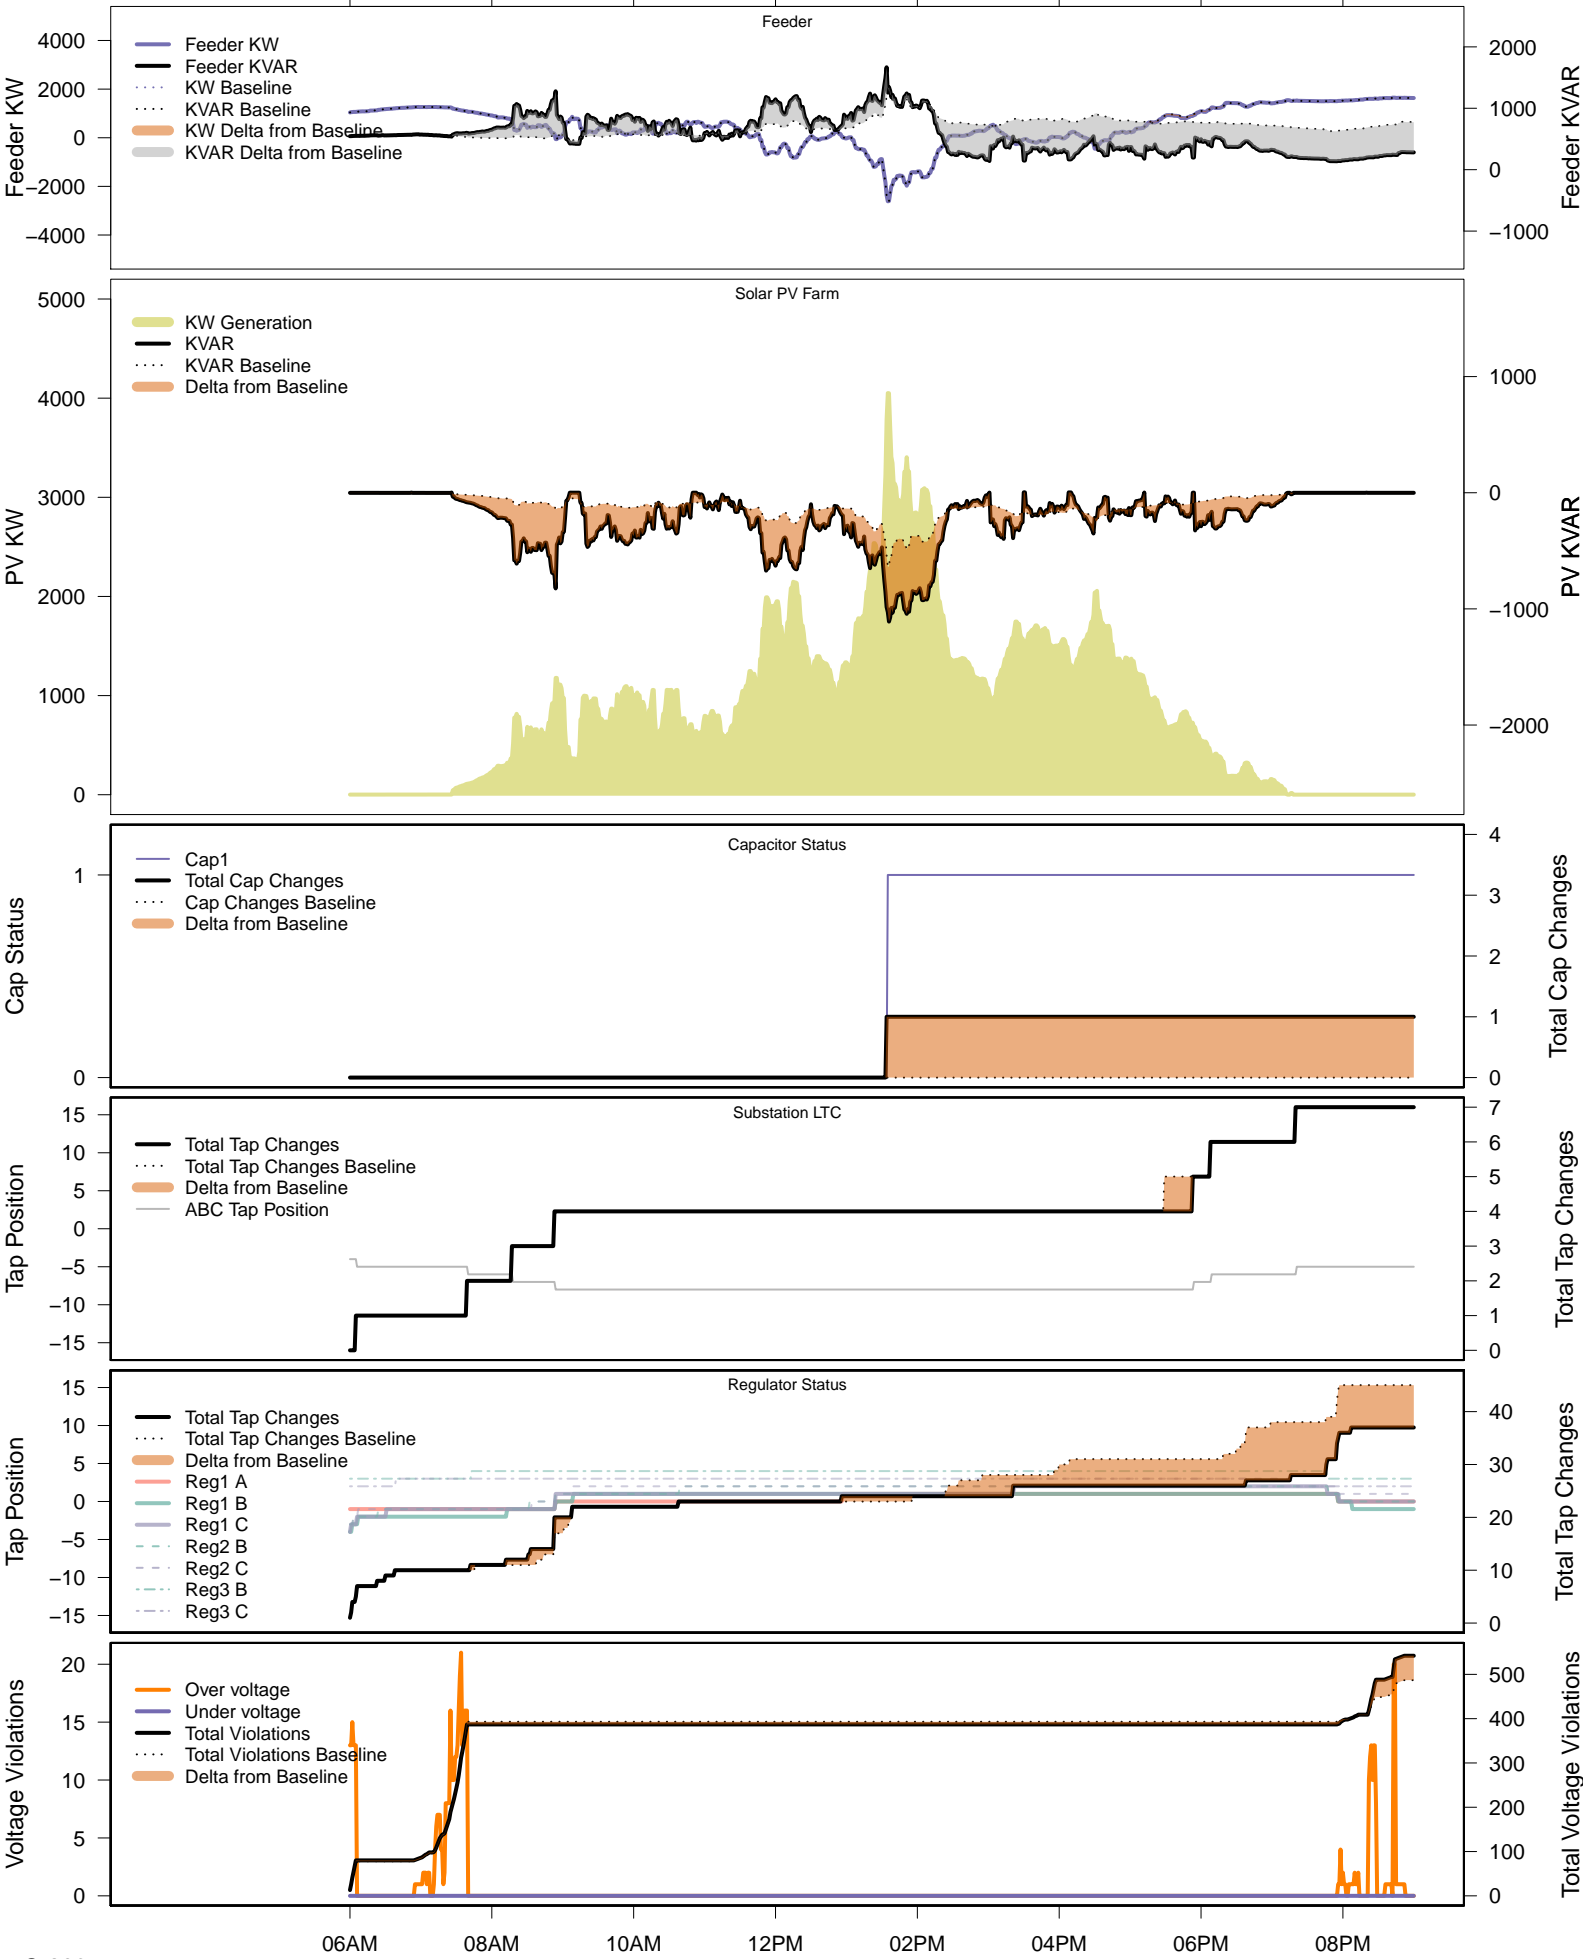 Feeder
Feeder KW
Feeder KVAR
KW Baseline
KVAR Baseline
KW Delta from Baseline
KVAR Delta from Baseline
4000
2000
0
−2000
−4000
Feeder KW
2000
1000
0
−1000
Feeder KVAR
Solar PV Farm
KW Generation
KVAR
KVAR Baseline
Delta from Baseline
5000
4000
3000
2000
1000
0
PV KW
1000
0
−1000
−2000
PV KVAR
Capacitor Status
Cap1
Total Cap Changes
Cap Changes Baseline
Delta from Baseline
1
0
Cap Status
4
3
2
1
0
Total Cap Changes
Substation LTC
Total Tap Changes
Total Tap Changes Baseline
Delta from Baseline
ABC Tap Position
15
10
5
0
−5
−10
−15
Tap Position
7
6
5
4
3
2
1
0
Total Tap Changes
Regulator Status
Total Tap Changes
Total Tap Changes Baseline
Delta from Baseline
Reg1 A
Reg1 B
Reg1 C
Reg2 B
Reg2 C
Reg3 B
Reg3 C
15
10
5
0
−5
−10
−15
Tap Position
40
30
20
10
0
Total Tap Changes
Over voltage
Under voltage
Total Violations
Total Violations Baseline
Delta from Baseline
20
15
10
5
0
Voltage Violations
500
400
300
200
100
0
Total Voltage Violations
06AM 08AM 10AM 12PM 02PM 04PM 06PM 08PM